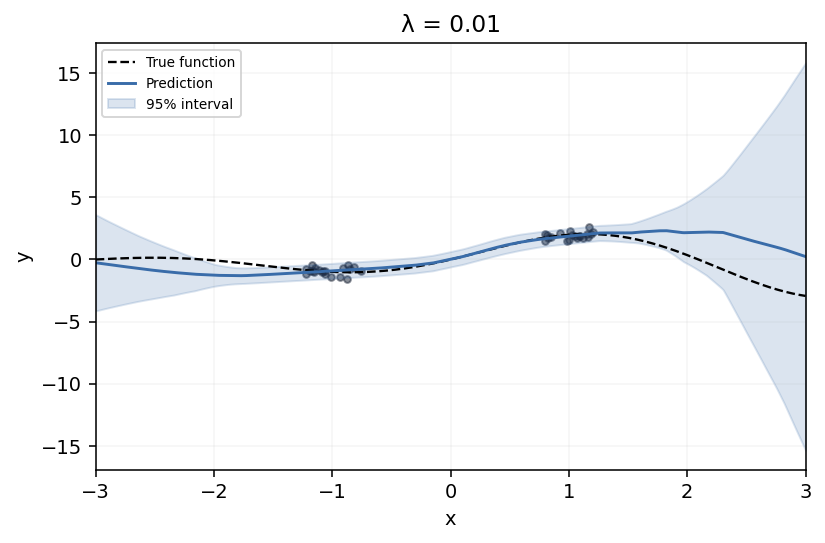 λ = 0.01
True function
Prediction
95% interval
y
15
10
5
0
−5
−10
−15
−3 −2 −1 0 1 2 3
x